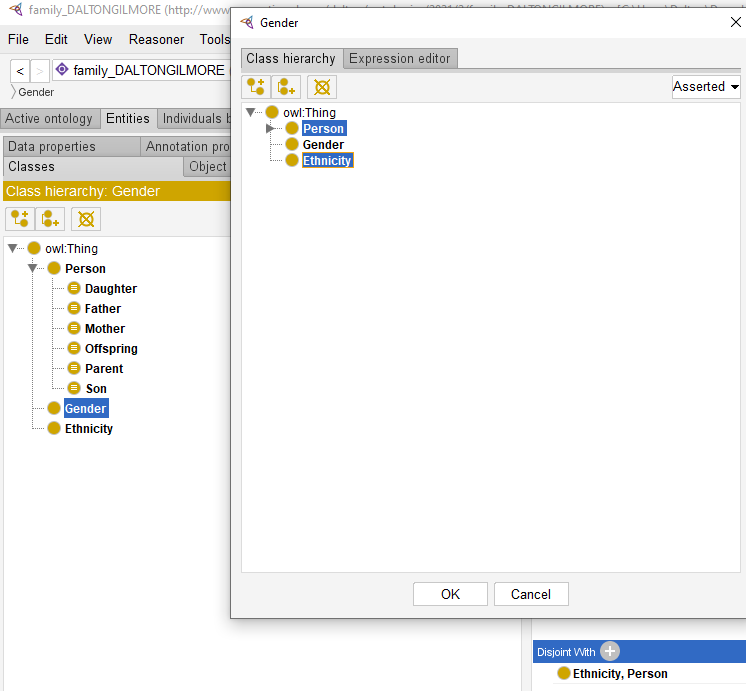 family_DALTONGILMORE (http://www
File Edit View Reasoner Tools
< > family_DALTONGILMORE
Gender
Active ontology Entities Individuals b
Data properties Annotation pro
Classes Object
Class hierarchy: Gender
owl:Thing
Person
Daughter
Father
Mother
Offspring
Parent
Son
Gender
Ethnicity
Gender
Class hierarchy Expression editor
Asserted
owl:Thing
Person
Gender
Ethnicity
OK Cancel
Disjoint With
Ethnicity, Person